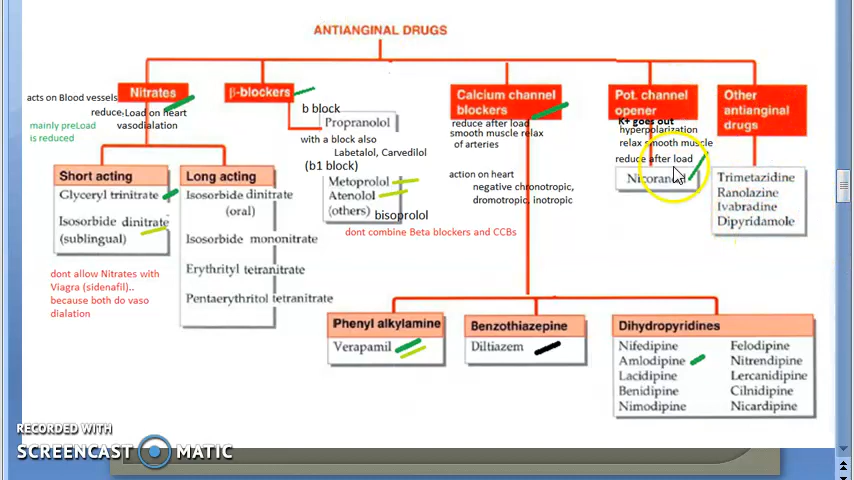 ANTIANGINAL DRUGS
Nitrates
β-blockers
Calcium channel
blockers
Pot. channel
opener
Other
antianginal
drugs
acts on Blood vessels
reduce Load on heart
vasodialation
mainly preLoad
is reduced
Short acting
Glyceryl trinitrate
Isosorbide dinitrate
(sublingual)
dont allow Nitrates with
Viagra (sidenafil)..
because both do vaso
dialation
Long acting
Isosorbide dinitrate
(oral)
Isosorbide mononitrate
Erythrityl tetranitrate
Pentaerythritol tetranitrate
b block
Propranolol
with a block also
Labetalol, Carvedilol
(b1 block)
Metoprolol
Atenolol
(others)
bisoprolol
dont combine Beta blockers and CCBs
reduce after load
smooth muscle relax
of arteries
action on heart
negative chronotropic,
dromotropic, inotropic
K+ goes out
hyperpolarization
relax smooth muscle
reduce after load
Trimetazidine
Ranolazine
Ivabradine
Dipyridamole
Phenyl alkylamine
Verapamil
Benzothiazepine
Diltiazem
Dihydropyridines
Nifedipine
Amlodipine
Lacidipine
Benidipine
Nimodipine
Felodipine
Nitrendipine
Lercanidipine
Cilnidipine
Nicardipine
RECORDED WITH
SCREENCAST MATIC